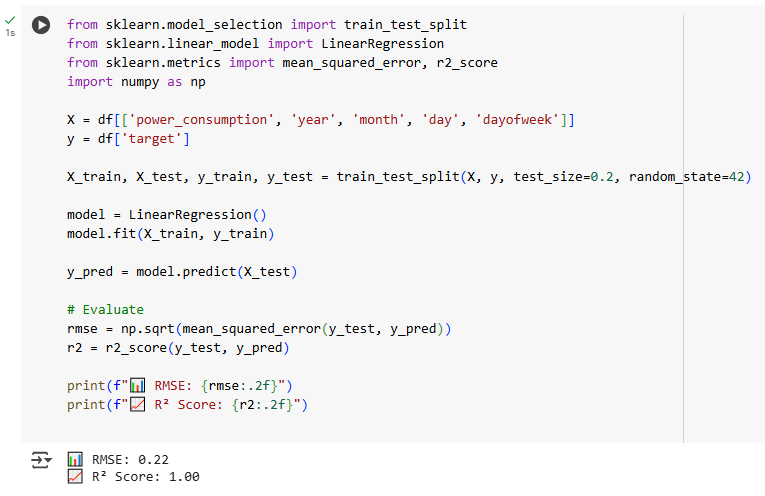 1s
from sklearn.model_selection import train_test_split
from sklearn.linear_model import LinearRegression
from sklearn.metrics import mean_squared_error, r2_score
import numpy as np
X = df[['power_consumption', 'year', 'month', 'day', 'dayofweek']]
y = df['target']
X_train, X_test, y_train, y_test = train_test_split(X, y, test_size=0.2, random_state=42)
model = LinearRegression()
model.fit(X_train, y_train)
y_pred = model.predict(X_test)
# Evaluate
rmse = np.sqrt(mean_squared_error(y_test, y_pred))
r2 = r2_score(y_test, y_pred)
print(f"📊 RMSE: {rmse:.2f}")
print(f"📈 R² Score: {r2:.2f}")
📊 RMSE: 0.22
📈 R² Score: 1.00